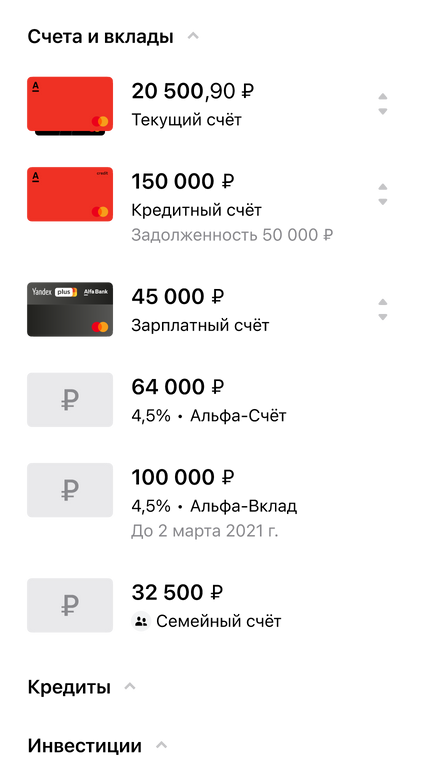 Счета и вклады
А
20 500,90 ₽
Текущий счёт
А
credit
150 000 ₽
Кредитный счёт
Задолженность 50 000 ₽
Yandex plus Alfa Bank
45 000 ₽
Зарплатный счёт
₽
64 000 ₽
4,5% • Альфа-Счёт
₽
100 000 ₽
4,5% • Альфа-Вклад
До 2 марта 2021 г.
₽
32 500 ₽
Семейный счёт
Кредиты
Инвестиции